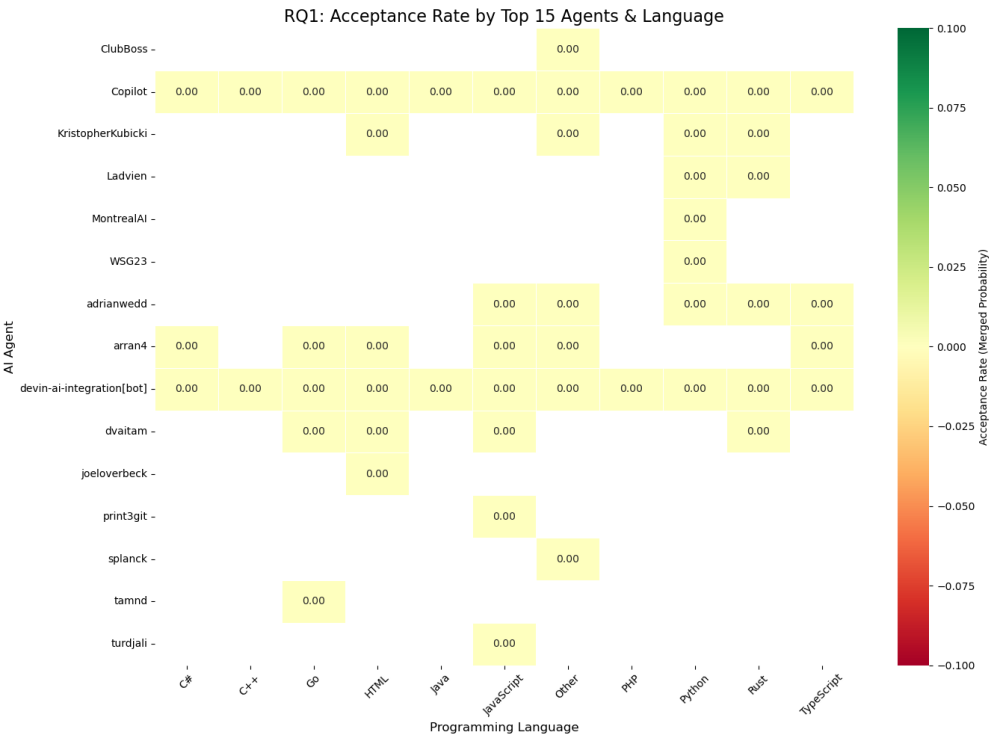 RQ1: Acceptance Rate by Top 15 Agents & Language
ClubBoss 0.00
Copilot 0.00 0.00 0.00 0.00 0.00 0.00 0.00 0.00 0.00 0.00 0.00
KristopherKubicki 0.00 0.00 0.00 0.00
Ladvien 0.00 0.00
MontrealAI 0.00
WSG23 0.00
adrianwedd 0.00 0.00 0.00 0.00 0.00
arran4 0.00 0.00 0.00 0.00 0.00 0.00
devin-ai-integration[bot] 0.00 0.00 0.00 0.00 0.00 0.00 0.00 0.00 0.00 0.00 0.00
dvaitam 0.00 0.00 0.00 0.00
joeloverbeck 0.00
print3git 0.00
splanck 0.00
tamnd 0.00
turdjali 0.00
AI Agent
C# C++ Go HTML Java JavaScript Other PHP Python Rust TypeScript
Programming Language
0.100
0.075
0.050
0.025
0.000
−0.025
−0.050
−0.075
−0.100
Acceptance Rate (Merged Probability)